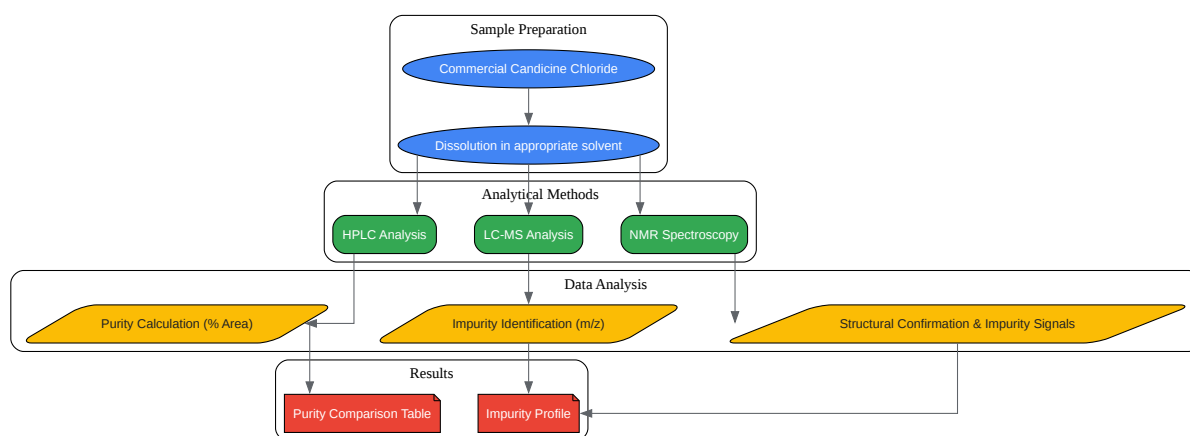 Sample Preparation
Commercial Candicine Chloride
Dissolution in appropriate solvent
Analytical Methods
HPLC Analysis
LC-MS Analysis
NMR Spectroscopy
Data Analysis
Purity Calculation (% Area)
Impurity Identification (m/z)
Structural Confirmation & Impurity Signals
Results
Purity Comparison Table
Impurity Profile